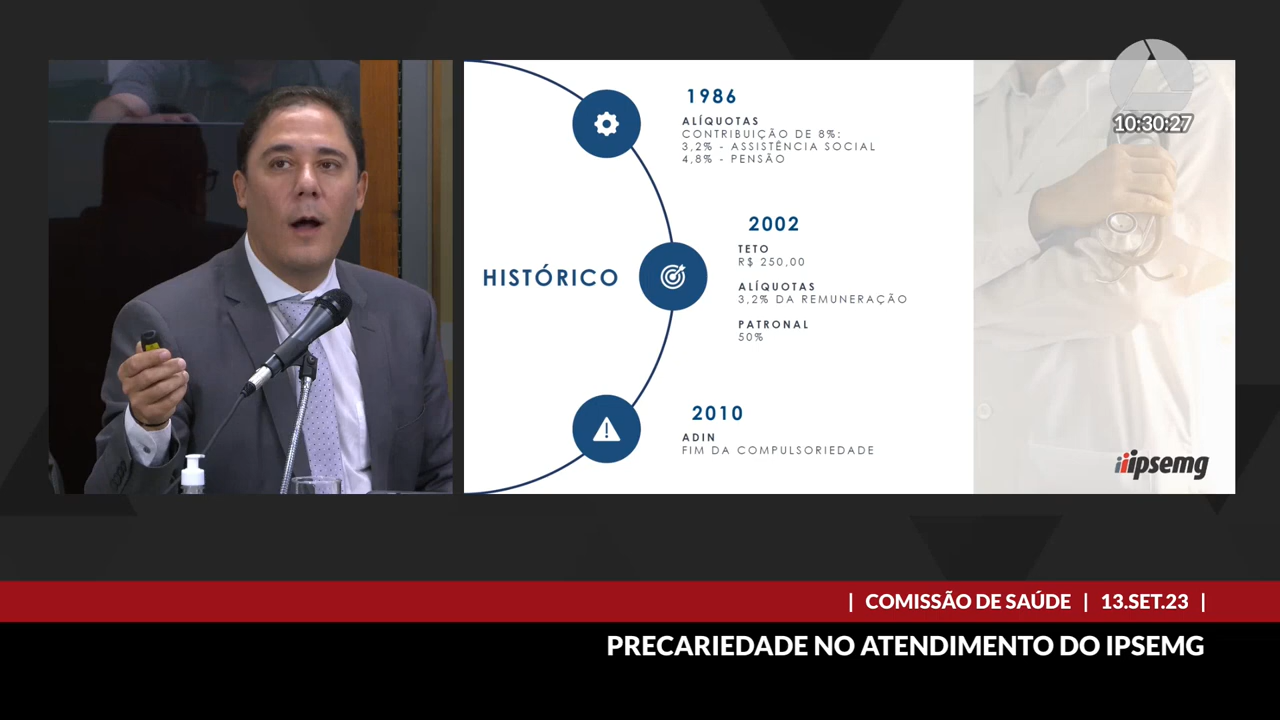 10:30:27
1986
ALÍQUOTAS
CONTRIBUIÇÃO DE 8%:
3,2% - ASSISTÊNCIA SOCIAL
4,8% - PENSÃO
HISTÓRICO
2002
TETO
R$ 250,00
ALÍQUOTAS
3,2% DA REMUNERAÇÃO
PATRONAL
50%
2010
ADIN
FIM DA COMPULSORIEDADE
ipsemg
| COMISSÃO DE SAÚDE | 13.SET.23 |
PRECARIEDADE NO ATENDIMENTO DO IPSEMG